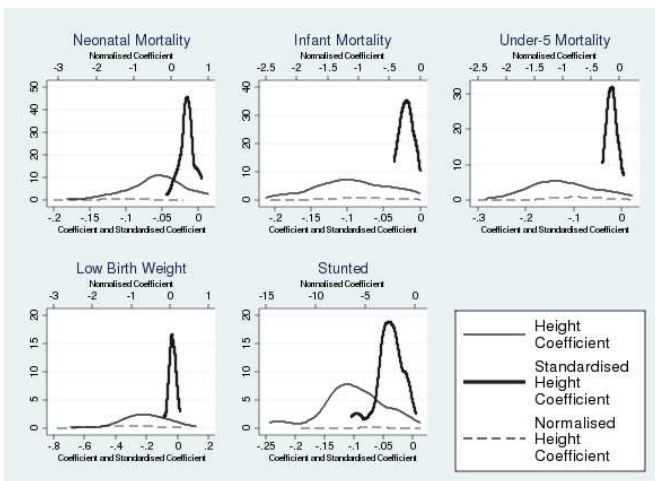 Neonatal Mortality
Normalised Coefficient
-3 -2 -1 0 1
50
40
30
20
10
0
-.2 -.15 -.1 -.05 0
Coefficient and Standardised Coefficient
Infant Mortality
Normalised Coefficient
-2.5 -2 -1.5 -1 -.5 0
40
30
20
10
0
-.2 -.15 -.1 -.05 0
Coefficient and Standardised Coefficient
Under-5 Mortality
Normalised Coefficient
-2.5 -2 -1.5 -1 -.5 0
30
20
10
0
-.3 -.2 -.1 0
Coefficient and Standardised Coefficient
Low Birth Weight
Normalised Coefficient
-3 -2 -1 0 1
20
15
10
5
0
-.8 -.6 -.4 -.2 0 .2
Coefficient and Standardised Coefficient
Stunted
Normalised Coefficient
-15 -10 -5 0
20
15
10
5
0
-.25 -.2 -.15 -.1 -.05 0
Coefficient and Standardised Coefficient
Height
Coefficient
Standardised
Height
Coefficient
Normalised
Height
Coefficient